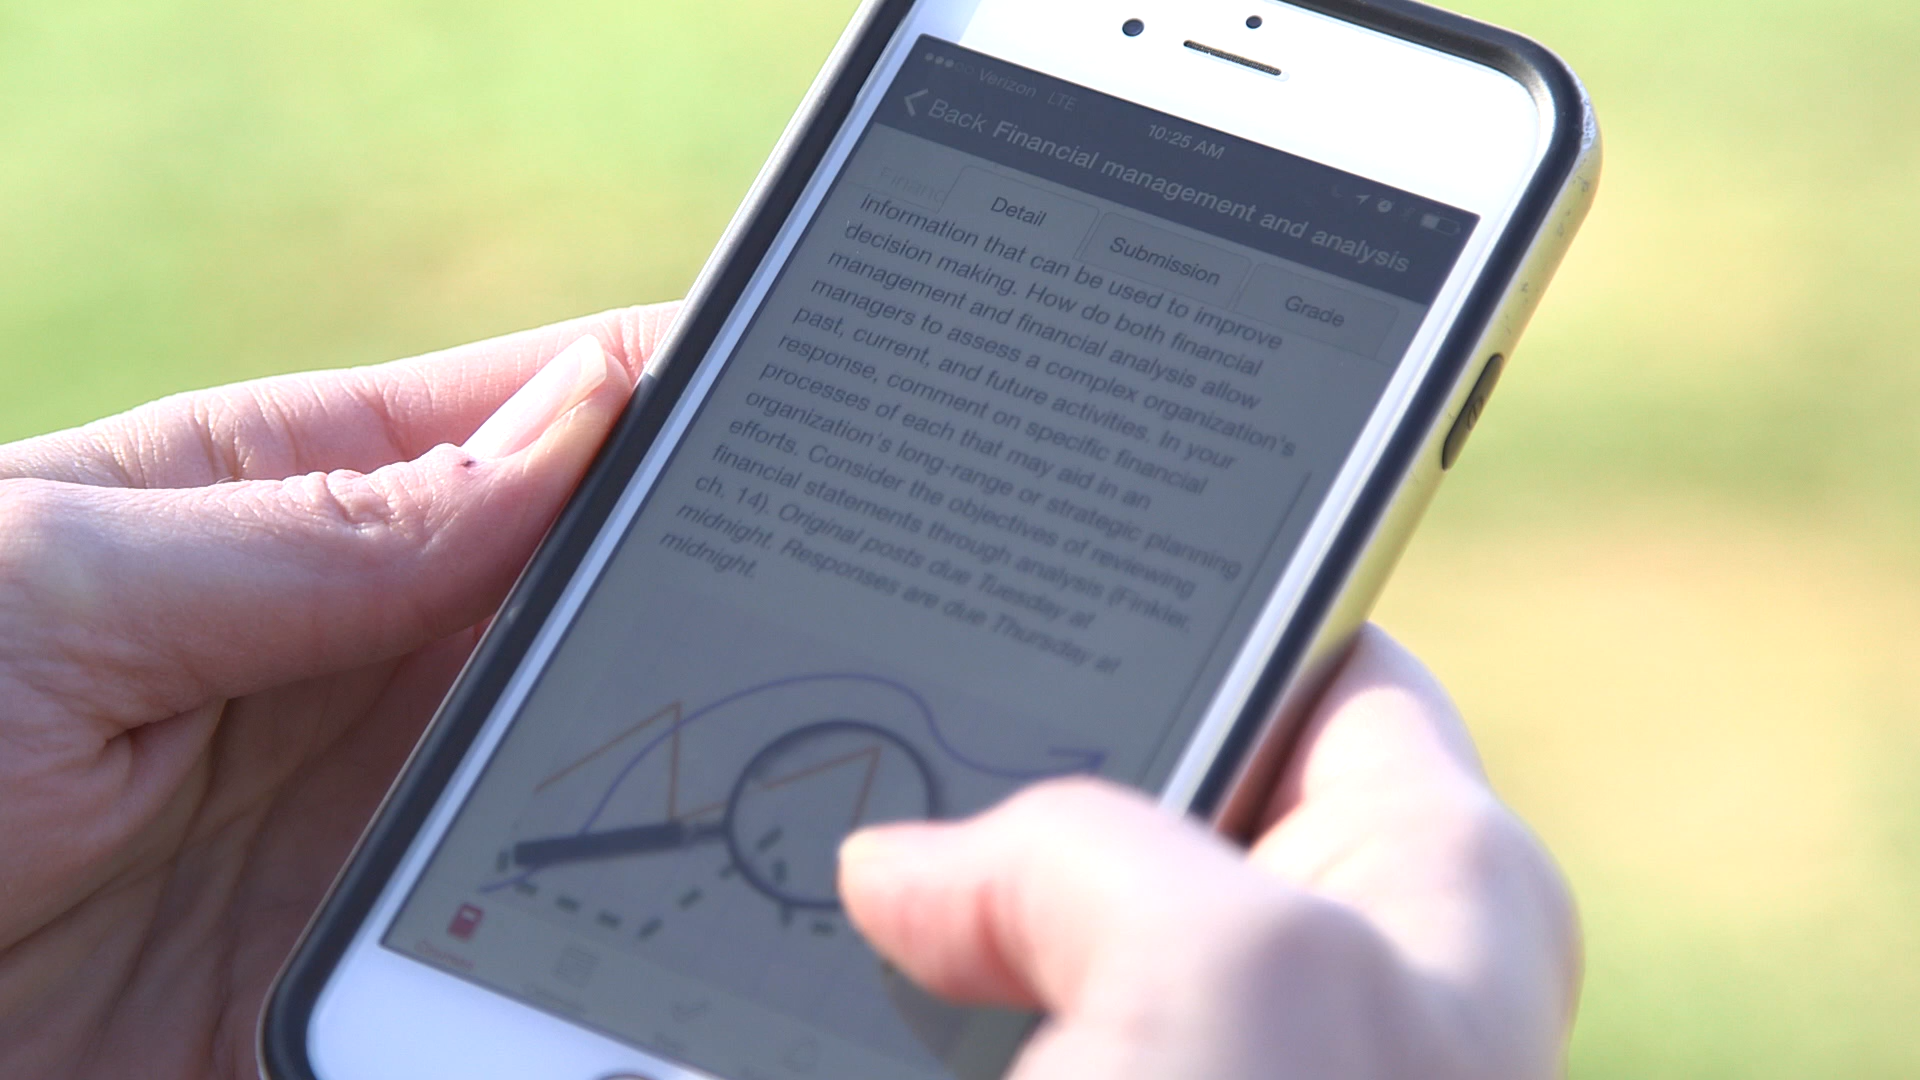 Verizon LTE
10:25 AM
Back Financial management and analysis
Financ
Detail
Submission
Grade
Information that can be used to improve
decision making. How do both financial
management and financial analysis allow
managers to assess a complex organization's
past, current, and future activities. In your
response, comment on specific financial
processes of each that may aid in an
organization's long-range or strategic planning
efforts. Consider the objectives of reviewing
financial statements through analysis (Finkler,
ch. 14). Original posts due Tuesday at
midnight. Responses are due Thursday at
midnight.